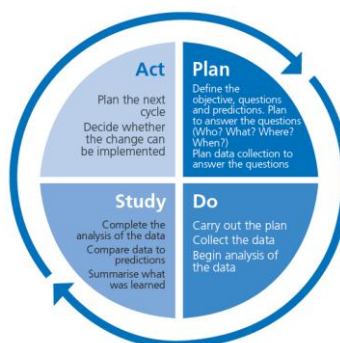 Act
Plan the next
cycle
Decide whether
the change can
be implemented
Plan
Define the
objective, questions
and predictions. Plan
to answer the questions
(Who? What? Where?
When?)
Plan data collection to
answer the questions
Study
Complete the
analysis of the data
Compare data to
predictions
Summarise what
was learned
Do
Carry out the plan
Collect the data
Begin analysis of
the data